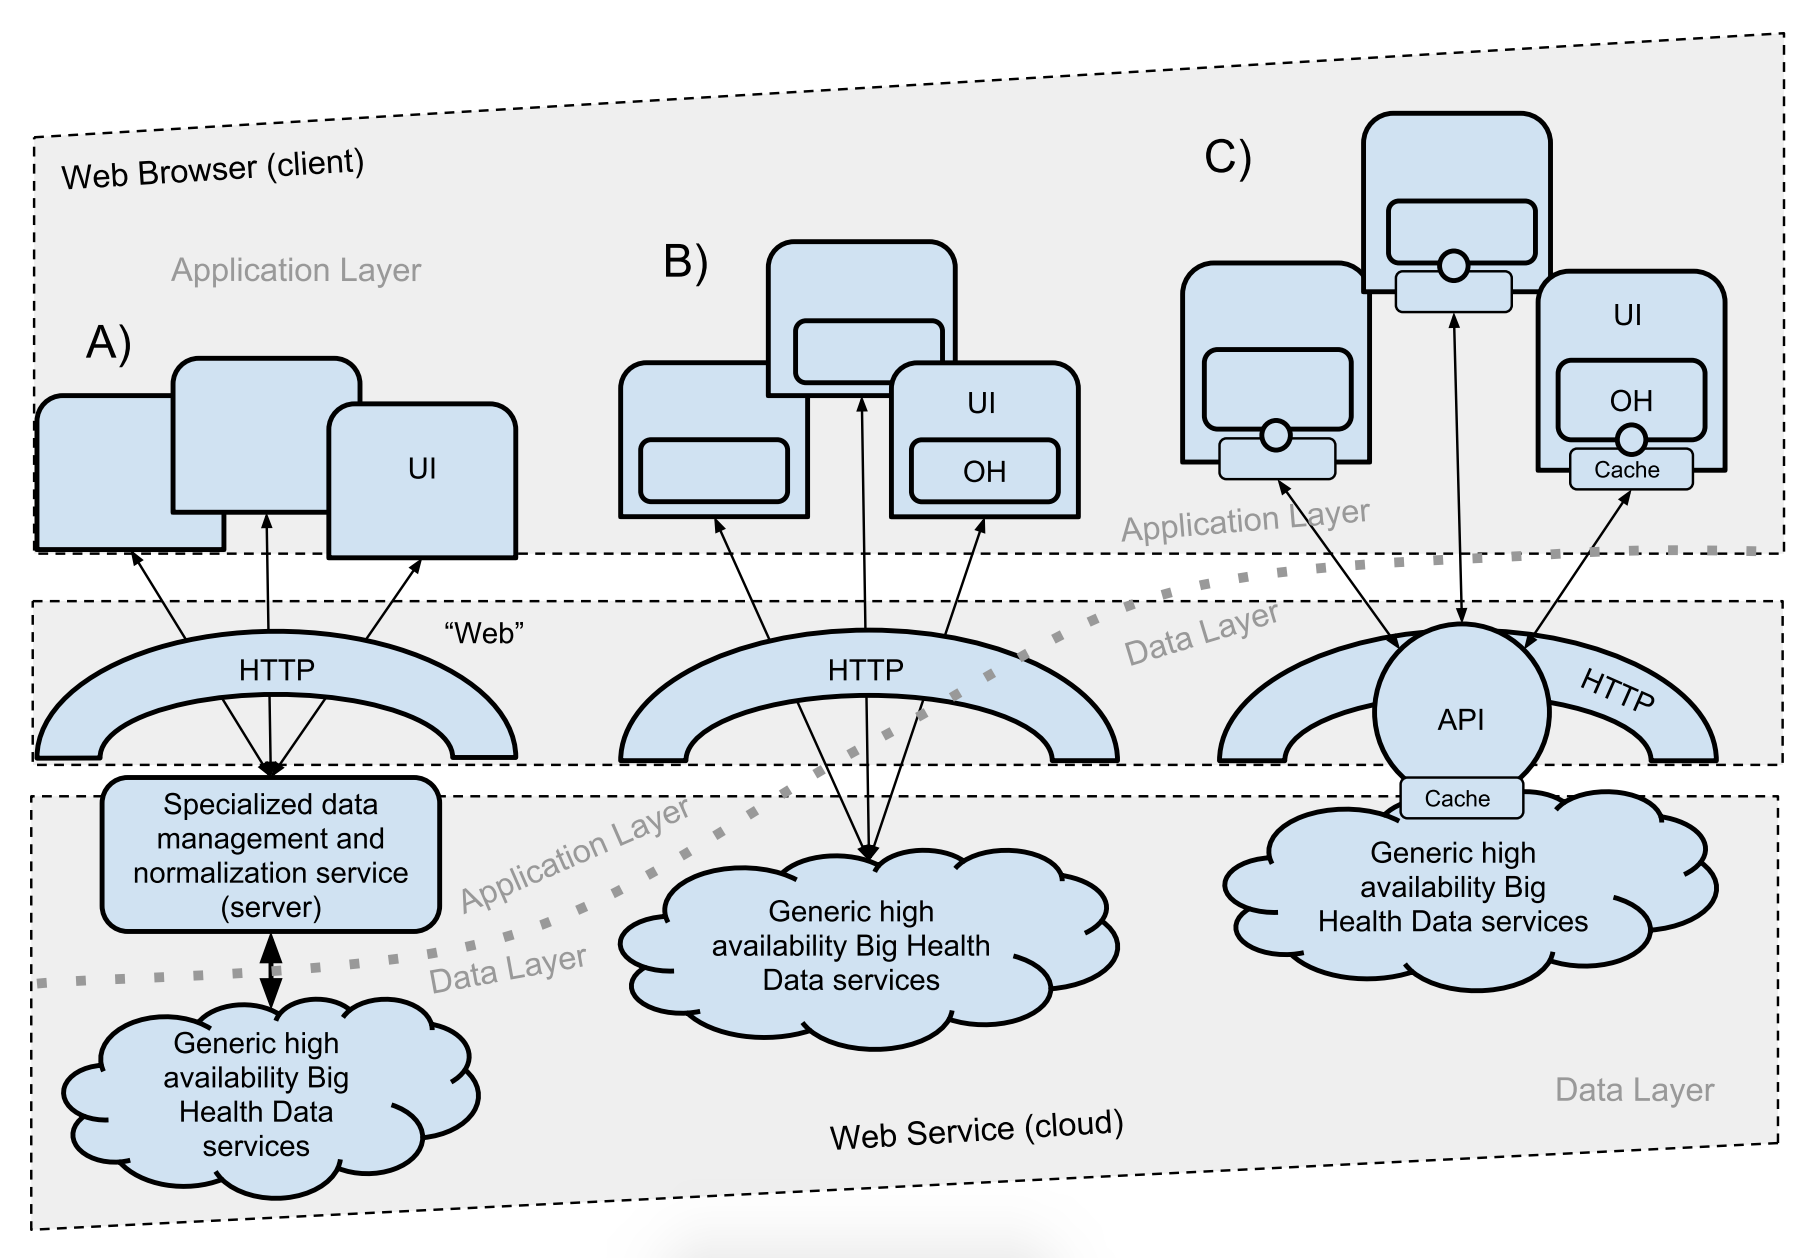 Web Browser (client)
Application Layer
A)
UI
B)
UI
OH
C)
UI
OH
Cache
Application Layer
Data Layer
“Web”
HTTP
HTTP
HTTP
API
Cache
Specialized data
management and
normalization service
(server)
Application Layer
Data Layer
Generic high
availability Big
Health Data
services
Generic high
availability Big Health
Data services
Generic high
availability Big
Health Data services
Data Layer
Web Service (cloud)